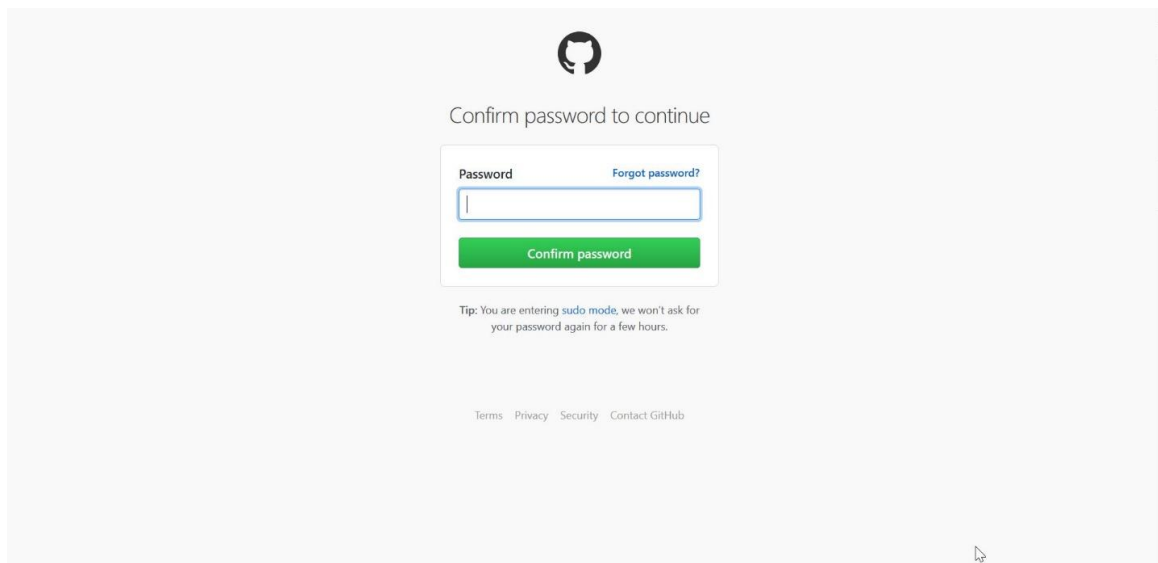 Confirm password to continue
Password Forgot password?
Confirm password
Tip: You are entering sudo mode, we won't ask for
your password again for a few hours.
Terms Privacy Security Contact GitHub